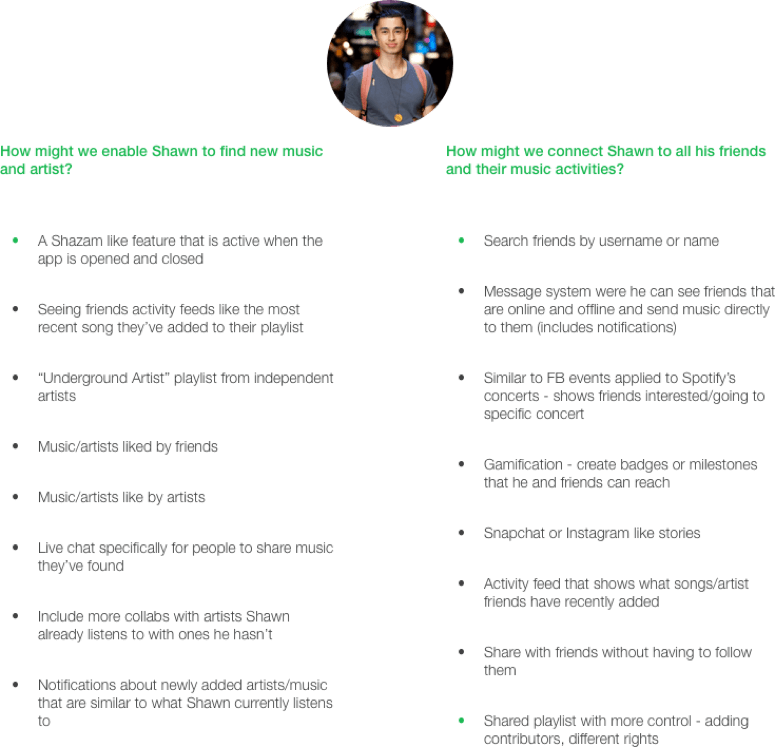 How might we enable Shawn to find new music
and artist?
• A Shazam like feature that is active when the
app is opened and closed
• Seeing friends activity feeds like the most
recent song they’ve added to their playlist
• “Underground Artist” playlist from independent
artists
• Music/artists liked by friends
• Music/artists like by artists
• Live chat specifically for people to share music
they’ve found
• Include more collabs with artists Shawn
already listens to with ones he hasn’t
• Notifications about newly added artists/music
that are similar to what Shawn currently listens
to
How might we connect Shawn to all his friends
and their music activities?
• Search friends by username or name
• Message system were he can see friends that
are online and offline and send music directly
to them (includes notifications)
• Similar to FB events applied to Spotify’s
concerts - shows friends interested/going to
specific concert
• Gamification - create badges or milestones
that he and friends can reach
• Snapchat or Instagram like stories
• Activity feed that shows what songs/artist
friends have recently added
• Share with friends without having to follow
them
• Shared playlist with more control - adding
contributors, different rights